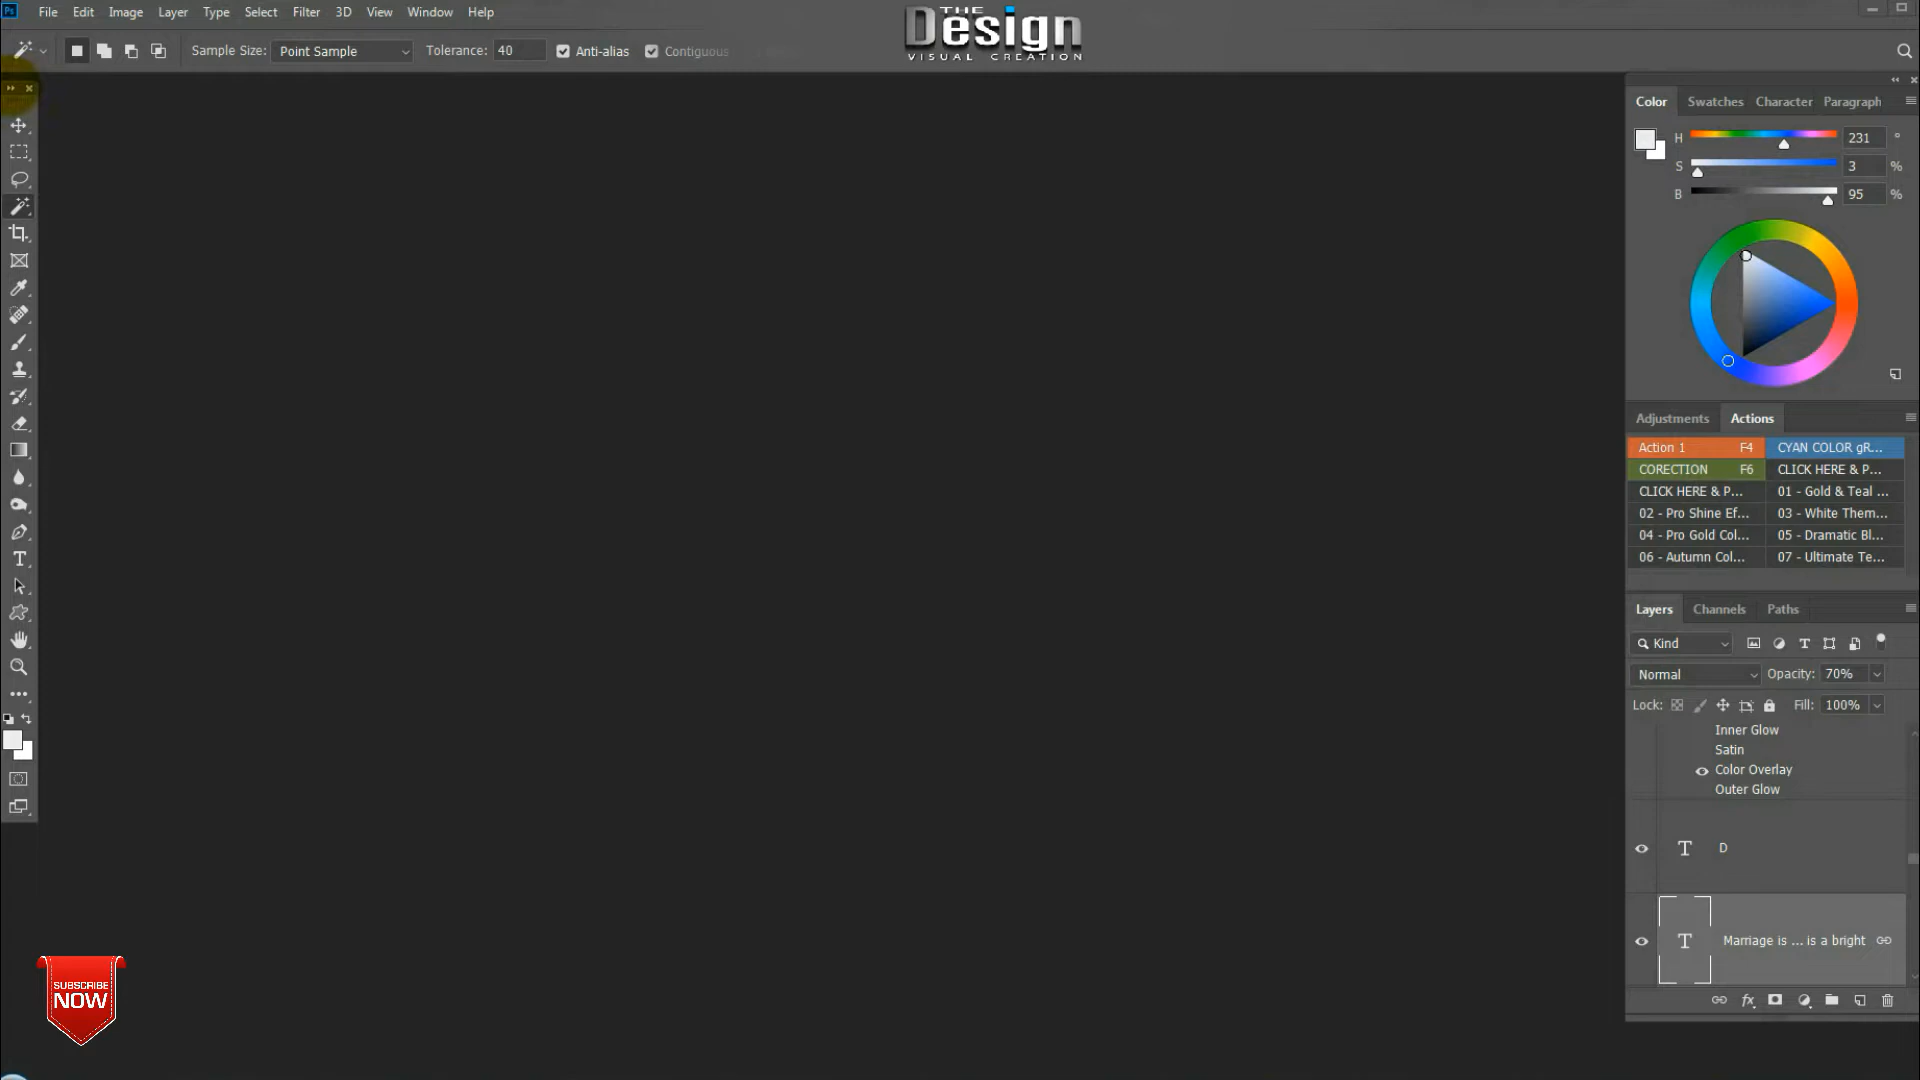 Ps File Edit Image Layer Type Select Filter 3D View Window Help
THE
Design
VISUAL CREATION
Sample Size: Point Sample Tolerance: 40 Anti-alias Contiguous
Color Swatches Character Paragraph
H 231 °
S 3 %
B 95 %
Adjustments Actions
Action 1 F4 CYAN COLOR gR...
CORECTION F6 CLICK HERE & P...
CLICK HERE & P... 01 - Gold & Teal ...
02 - Pro Shine Ef... 03 - White Them...
04 - Pro Gold Col... 05 - Dramatic Bl...
06 - Autumn Col... 07 - Ultimate Te...
Layers Channels Paths
Kind
Normal Opacity: 70%
Lock: Fill: 100%
Inner Glow
Satin
Color Overlay
Outer Glow
T D
T Marriage is ... is a bright
fx
SUBSCRIBE
NOW